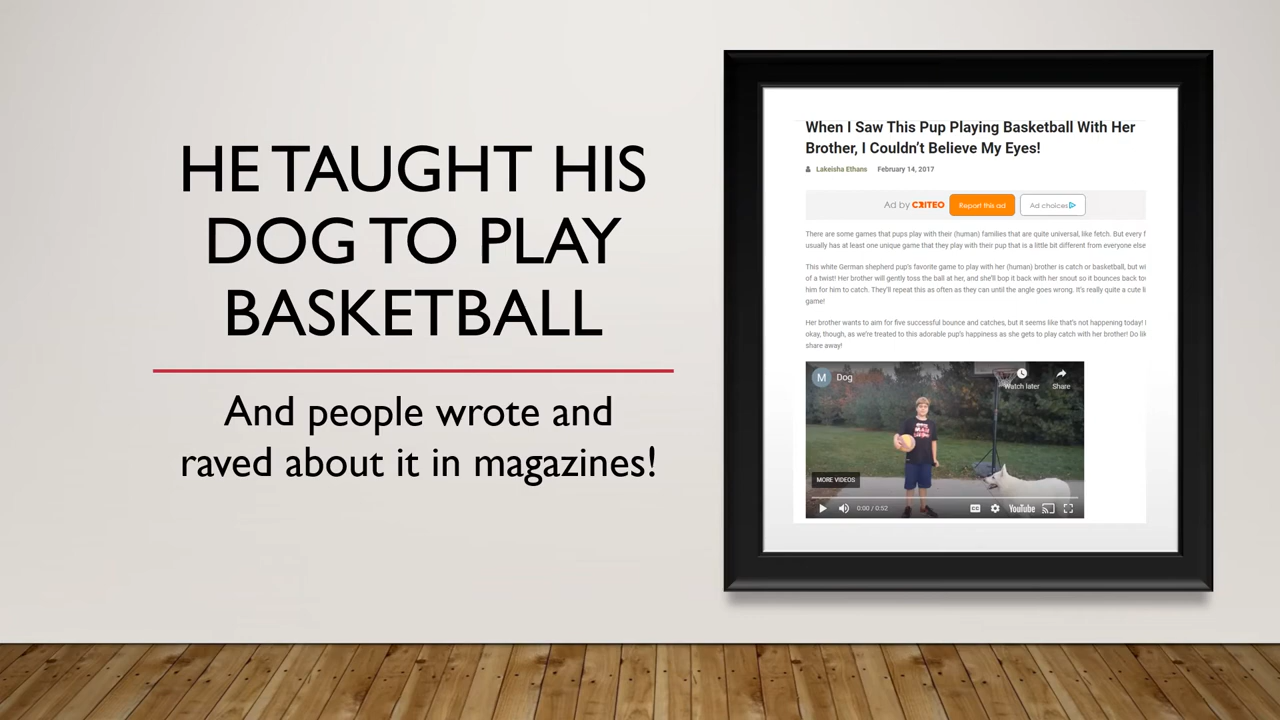 HE TAUGHT HIS
DOG TO PLAY
BASKETBALL
And people wrote and
raved about it in magazines!
When I Saw This Pup Playing Basketball With Her
Brother, I Couldn't Believe My Eyes!
Lakeisha Ethans February 14, 2017
Ad by CRITEO Report this ad Ad choices
There are some games that pups play with their (human) families that are quite universal, like fetch. But every f
usually has at least one unique game that they play with their pup that is a little bit different from everyone else
This white German shepherd pup's favorite game to play with her (human) brother is catch or basketball, but wi
of a twist! Her brother will gently toss the ball at her, and she'll bop it back with her snout so it bounces back to
him for him to catch. They'll repeat this as often as they can until the angle goes wrong. It's really quite a cute li
game!
Her brother wants to aim for five successful bounce and catches, but it seems like that's not happening today!
okay, though, as we're treated to this adorable pup's happiness as she gets to play catch with her brother! Do lik
share away!
M Dog
Watch later Share
MORE VIDEOS
0:00 / 0:52 CC YouTube